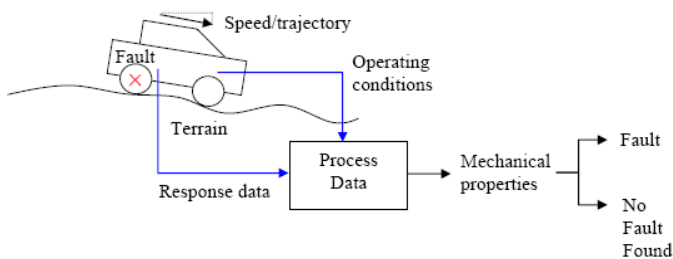 Speed/trajectory
Fault
Operating
conditions
Terrain
Process
Data
Response data
Mechanical
properties
Fault
No
Fault
Found